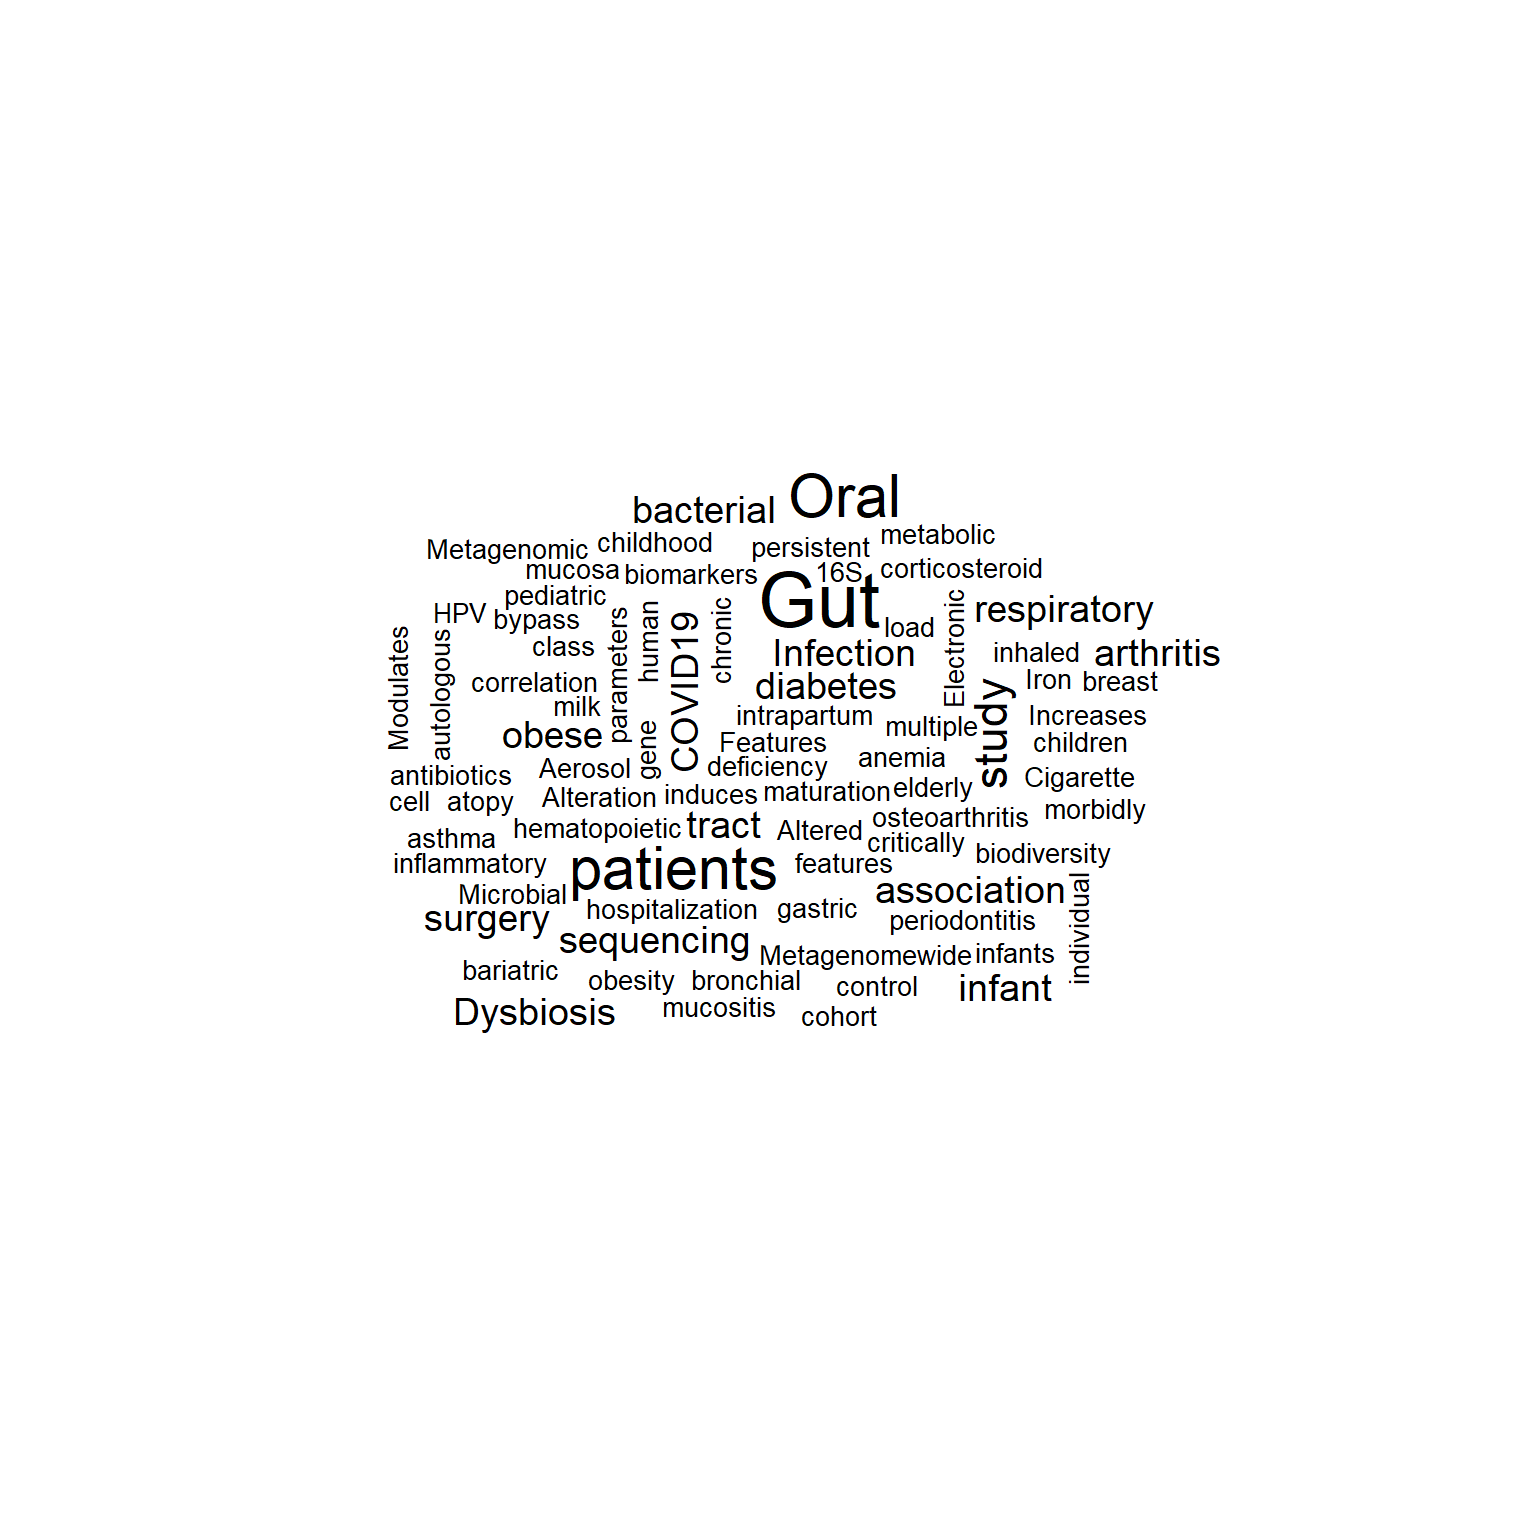 Oral
bacterial
metabolic
Metagenomic
childhood
persistent
mucosa
biomarkers
16S
corticosteroid
pediatric
Gut
HPV
bypass
parameters
human
chronic
load
Electronic
respiratory
Modulates
autologous
class
COVID19
Infection
inhaled
arthritis
correlation
diabetes
study
Iron
breast
milk
intrapartum
multiple
Increases
obese
gene
Features
children
deficiency
anemia
antibiotics
Aerosol
Cigarette
cell
atopy
Alteration
induces
maturation
elderly
morbidly
asthma
hematopoietic
tract
Altered
osteoarthritis
critically
biodiversity
inflammatory
patients
features
Microbial
association
individual
surgery
hospitalization
gastric
periodontitis
sequencing
Metagenomewide
infants
bariatric
obesity
bronchial
control
infant
Dysbiosis
mucositis
cohort